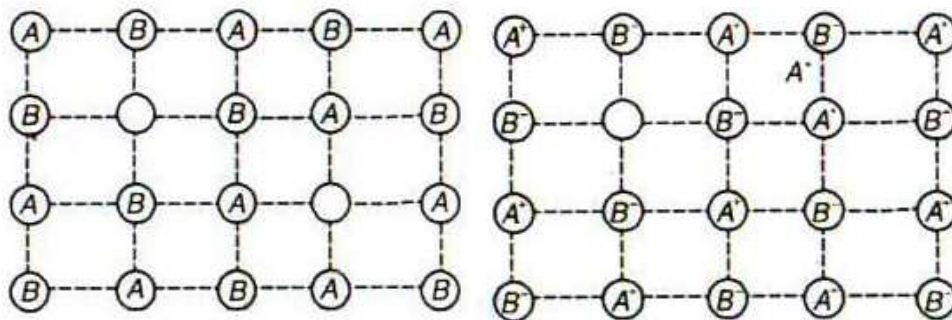 A B A B A
B B A B
A B A A
B A B A B
A⁺ B⁻ A⁺ B⁻ A⁺
A⁺
B⁻ B⁻ A⁺ B⁻
A⁺ B⁻ A⁺ B⁻ A⁺
B⁻ A⁺ B⁻ A⁺ B⁻